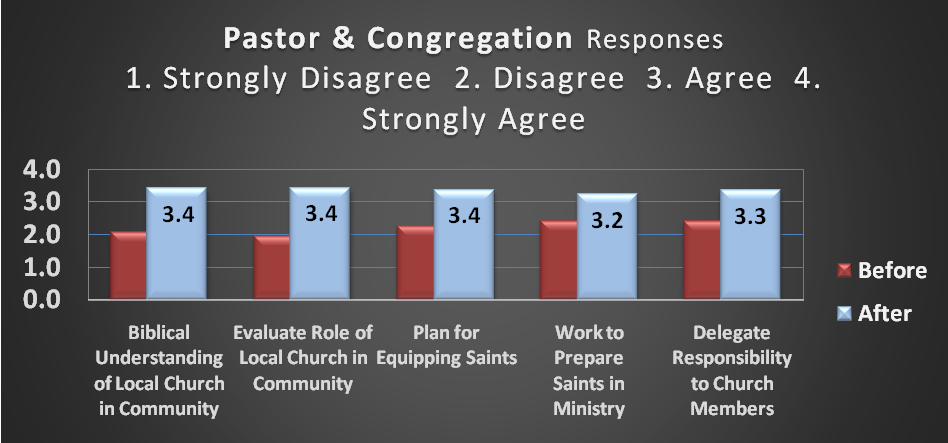 Pastor & Congregation Responses
1. Strongly Disagree 2. Disagree 3. Agree 4.
Strongly Agree
4.0
3.0
2.0
1.0
0.0
3.4
3.4
3.4
3.2
3.3
Biblical
Understanding
of Local Church
in Community
Evaluate Role of
Local Church in
Community
Plan for
Equipping Saints
Work to
Prepare
Saints in
Ministry
Delegate
Responsibility
to Church
Members
Before
After